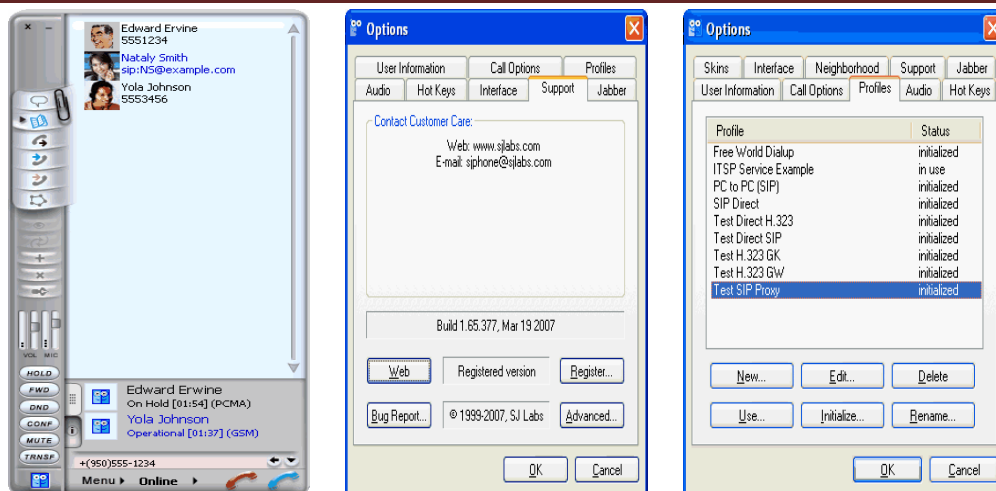 Edward Ervine
5551234
Nataly Smith
sip:NS@example.com
Yola Johnson
5553456
VOL MIC
HOLD
FWD
DND
CONF
MUTE
TRNSF
Edward Erwine
On Hold [01:54] (PCMA)
Yola Johnson
Operational [01:37] (GSM)
+(950)555-1234
Menu Online
Options
User Information Call Options Profiles
Audio Hot Keys Interface Support Jabber
Contact Customer Care:
Web: www.sjlabs.com
E-mail: sjphone@sjlabs.com
Build 1.65.377, Mar 19 2007
Web Registered version Register...
Bug Report... © 1999-2007, SJ Labs Advanced...
OK Cancel
Options
Skins Interface Neighborhood Support Jabber
User Information Call Options Profiles Audio Hot Keys
Profile Status
Free World Dialup initialized
ITSP Service Example in use
PC to PC (SIP) initialized
SIP Direct initialized
Test Direct H.323 initialized
Test Direct SIP initialized
Test H.323 GK initialized
Test H.323 GW initialized
Test SIP Proxy initialized
New... Edit... Delete
Use... Initialize... Rename...
OK Cancel